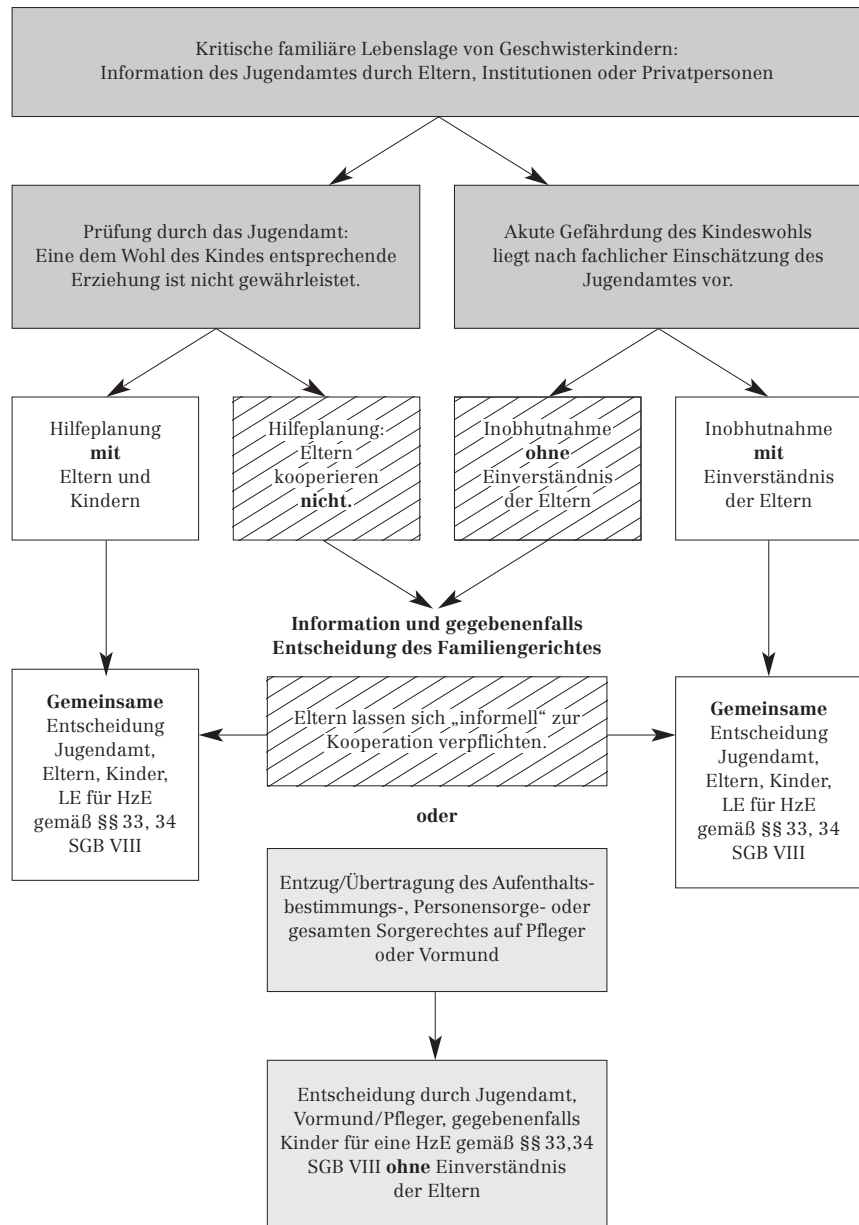 Kritische familiäre Lebenslage von Geschwisterkindern:
Information des Jugendamtes durch Eltern, Institutionen oder Privatpersonen
Prüfung durch das Jugendamt:
Eine dem Wohl des Kindes entsprechende
Erziehung ist nicht gewährleistet.
Akute Gefährdung des Kindeswohls
liegt nach fachlicher Einschätzung des
Jugendamtes vor.
Hilfeplanung
mit
Eltern und
Kindern
Hilfeplanung:
Eltern
kooperieren
nicht.
Inobhutnahme
ohne
Einverständnis
der Eltern
Inobhutnahme
mit
Einverständnis
der Eltern
Information und gegebenenfalls
Entscheidung des Familiengerichtes
Gemeinsame
Entscheidung
Jugendamt,
Eltern, Kinder,
LE für HzE
gemäß §§ 33, 34
SGB VIII
Eltern lassen sich „informell“ zur
Kooperation verpflichten.
Gemeinsame
Entscheidung
Jugendamt,
Eltern, Kinder,
LE für HzE
gemäß §§ 33, 34
SGB VIII
oder
Entzug/Übertragung des Aufenthalts-
bestimmungs-, Personensorge- oder
gesamten Sorgerechtes auf Pfleger
oder Vormund
Entscheidung durch Jugendamt,
Vormund/Pfleger, gegebenenfalls
Kinder für eine HzE gemäß §§ 33,34
SGB VIII ohne Einverständnis
der Eltern